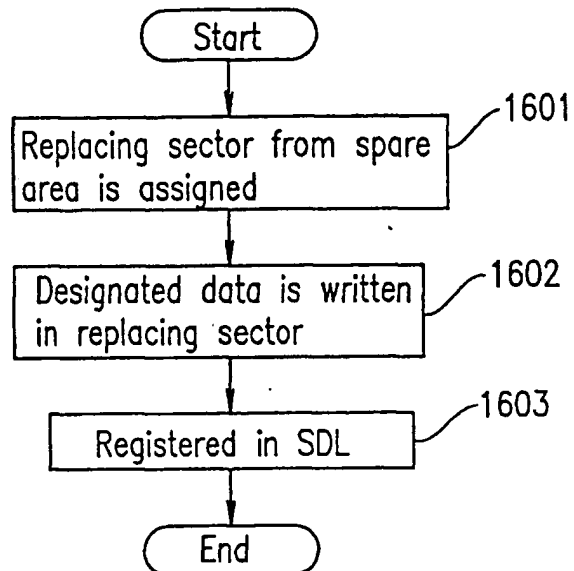 Start
1601
Replacing sector from spare
area is assigned
1602
Designated data is written
in replacing sector
1603
Registered in SDL
End